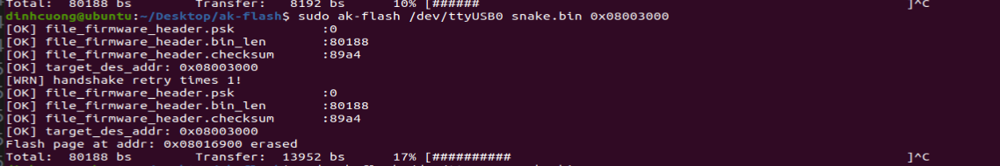 Total:  80188 bs        Transfer:   8192 bs     10% [######                                                      ]^C
dinhcuong@ubuntu:~/Desktop/ak-flash$ sudo ak-flash /dev/ttyUSB0 snake.bin 0x08003000
[OK] file_firmware_header.psk           :0
[OK] file_firmware_header.bin_len       :80188
[OK] file_firmware_header.checksum      :89a4
[OK] target_des_addr: 0x08003000
[WRN] handshake retry times 1!
[OK] file_firmware_header.psk           :0
[OK] file_firmware_header.bin_len       :80188
[OK] file_firmware_header.checksum      :89a4
[OK] target_des_addr: 0x08003000
Flash page at addr: 0x08016900 erased
Total:  80188 bs        Transfer:  13952 bs     17% [##########                                                  ]^C